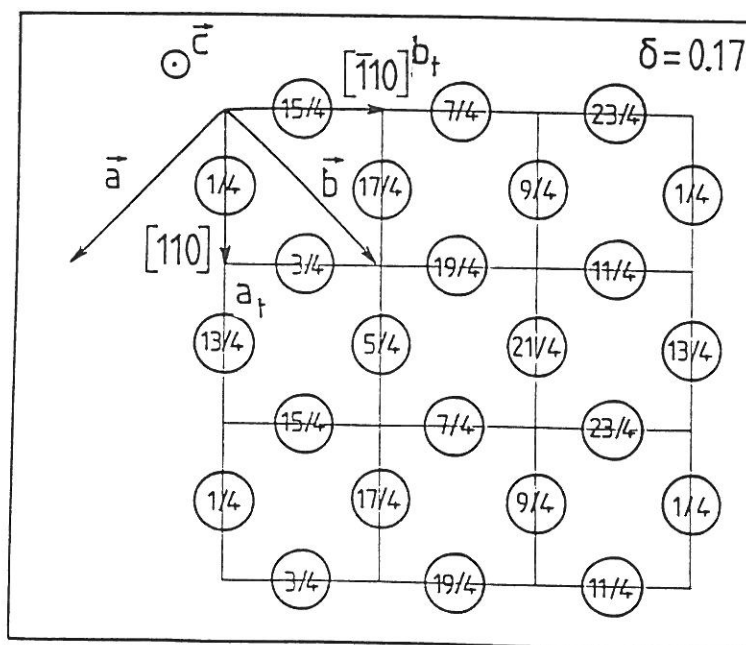 c⃗ [1̄10] b_t δ=0.17
15/4 7/4 23/4
a⃗ 1/4 b⃗ 17/4 9/4 1/4
[110] 3/4 19/4 11/4
a_t
13/4 5/4 21/4 13/4
15/4 7/4 23/4
1/4 17/4 9/4 1/4
3/4 19/4 11/4